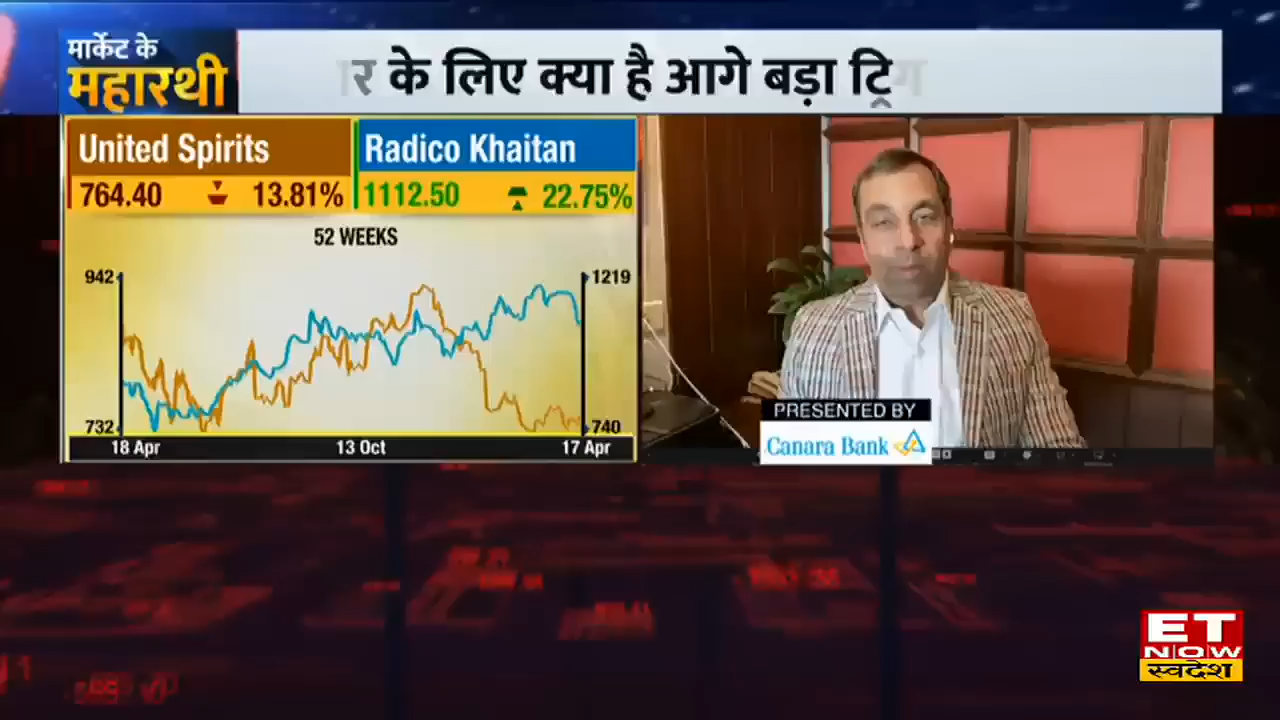 मार्केट के
महारथी
के लिए क्या है आगे बड़ा
United Spirits
764.40 13.81%
Radico Khaitan
1112.50 22.75%
52 WEEKS
942 1219
732 740
18 Apr 13 Oct 17 Apr
PRESENTED BY
Canara Bank
ET
NOW
स्वदेश